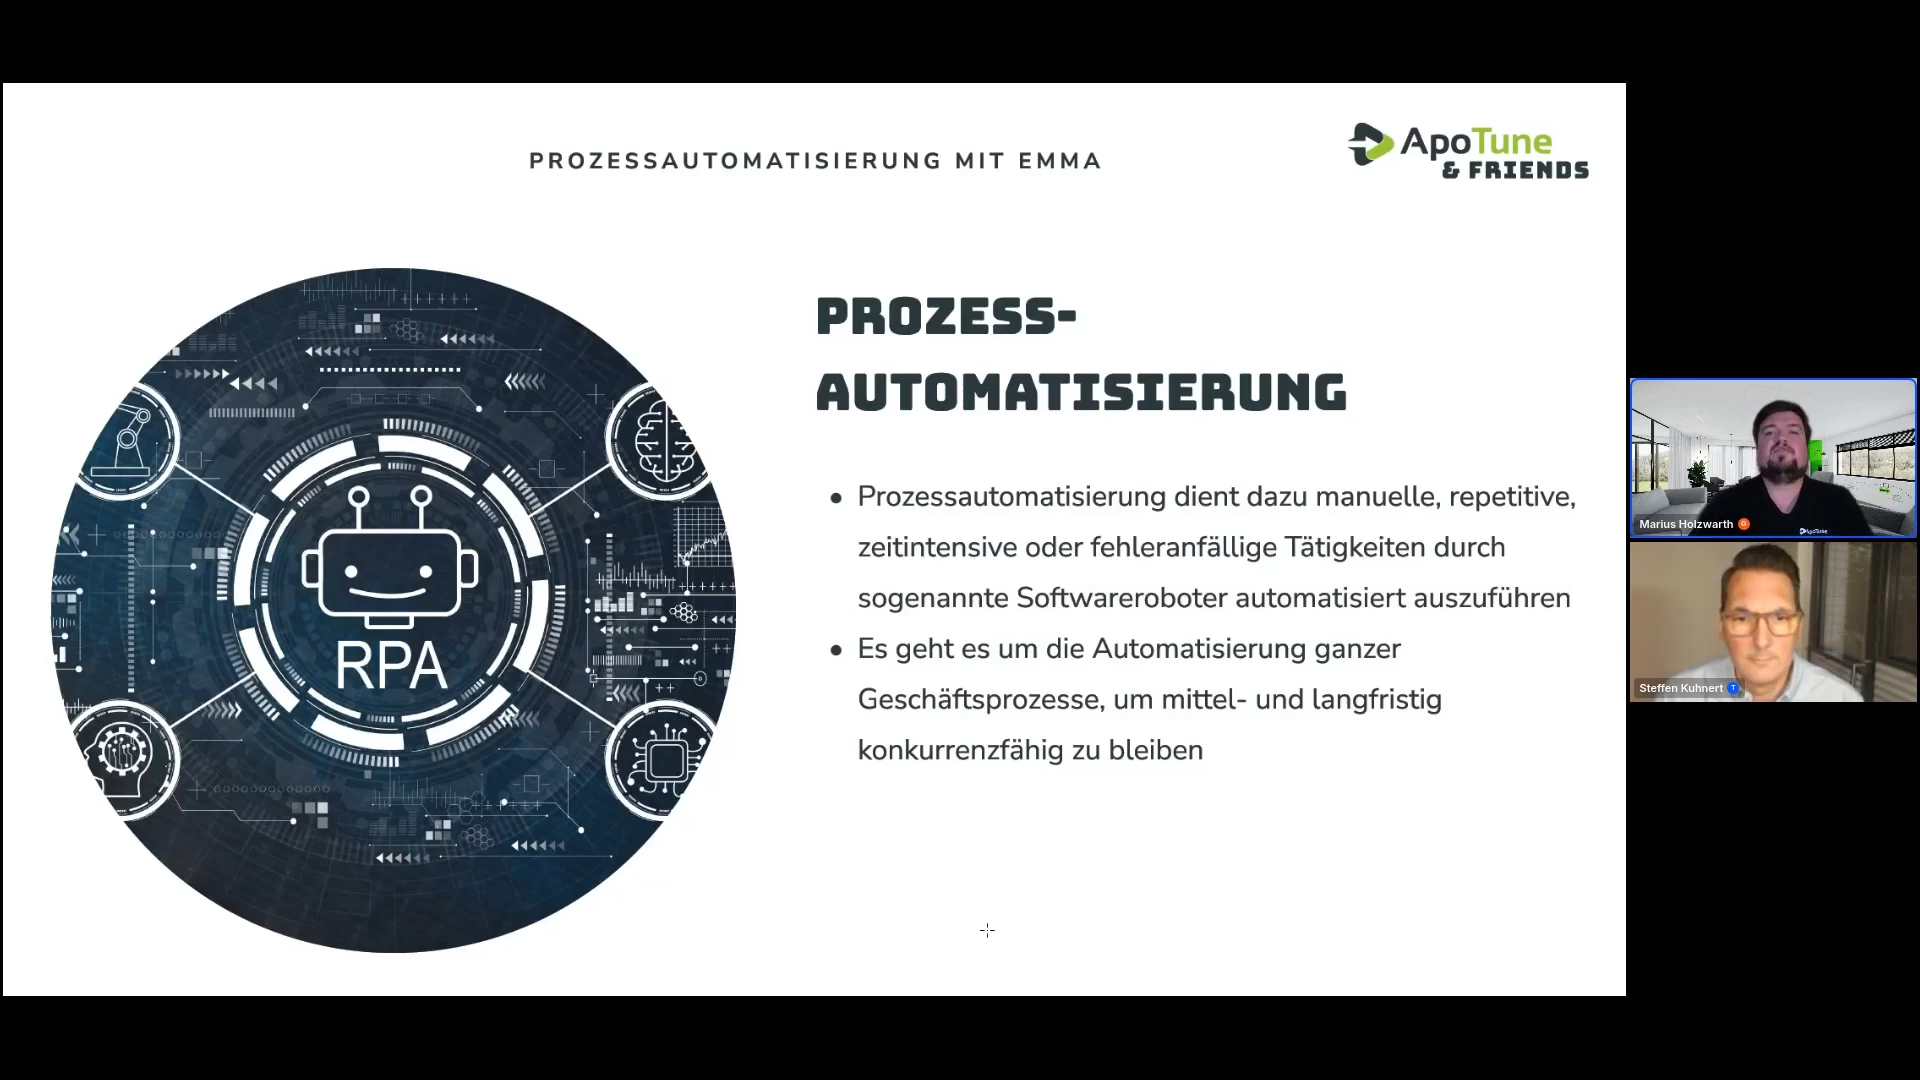 PROZESSAUTOMATISIERUNG MIT EMMA
ApoTune
& FRIENDS
RPA
PROZESS-
AUTOMATISIERUNG
• Prozessautomatisierung dient dazu manuelle, repetitive,
zeitintensive oder fehleranfällige Tätigkeiten durch
sogenannte Softwareroboter automatisiert auszuführen
• Es geht es um die Automatisierung ganzer
Geschäftsprozesse, um mittel- und langfristig
konkurrenzfähig zu bleiben
Marius Holzwarth G
ApoTune
Steffen Kuhnert T